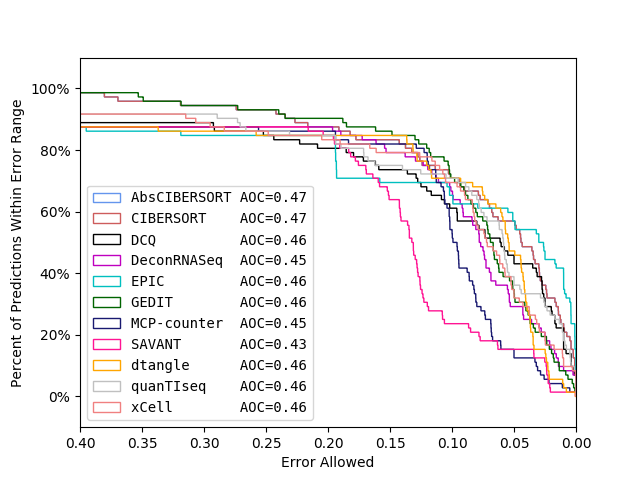 100%
80%
60%
40%
20%
0%
Percent of Predictions Within Error Range
AbsCIBERSORT AOC=0.47
CIBERSORT AOC=0.47
DCQ AOC=0.46
DeconRNASeq AOC=0.45
EPIC AOC=0.46
GEDIT AOC=0.46
MCP-counter AOC=0.45
SAVANT AOC=0.43
dtangle AOC=0.46
quanTIseq AOC=0.46
xCell AOC=0.46
0.40 0.35 0.30 0.25 0.20 0.15 0.10 0.05 0.00
Error Allowed